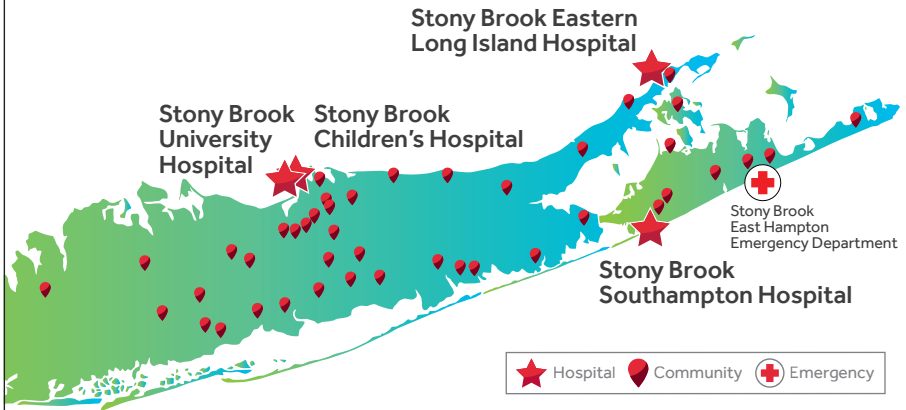 Stony Brook Eastern
Long Island Hospital
Stony Brook
University
Hospital
Stony Brook
Children's Hospital
Stony Brook
East Hampton
Emergency Department
Stony Brook
Southampton Hospital
Hospital
Community
Emergency